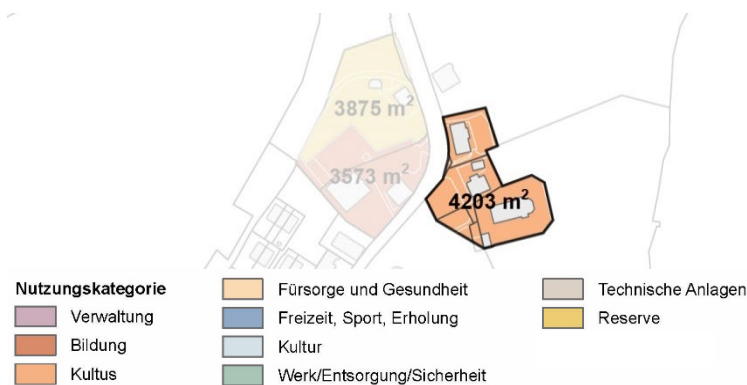 3875 m²
3573 m²
4203 m²
Nutzungskategorie
Verwaltung
Bildung
Kultus
Fürsorge und Gesundheit
Freizeit, Sport, Erholung
Kultur
Werk/Entsorgung/Sicherheit
Technische Anlagen
Reserve